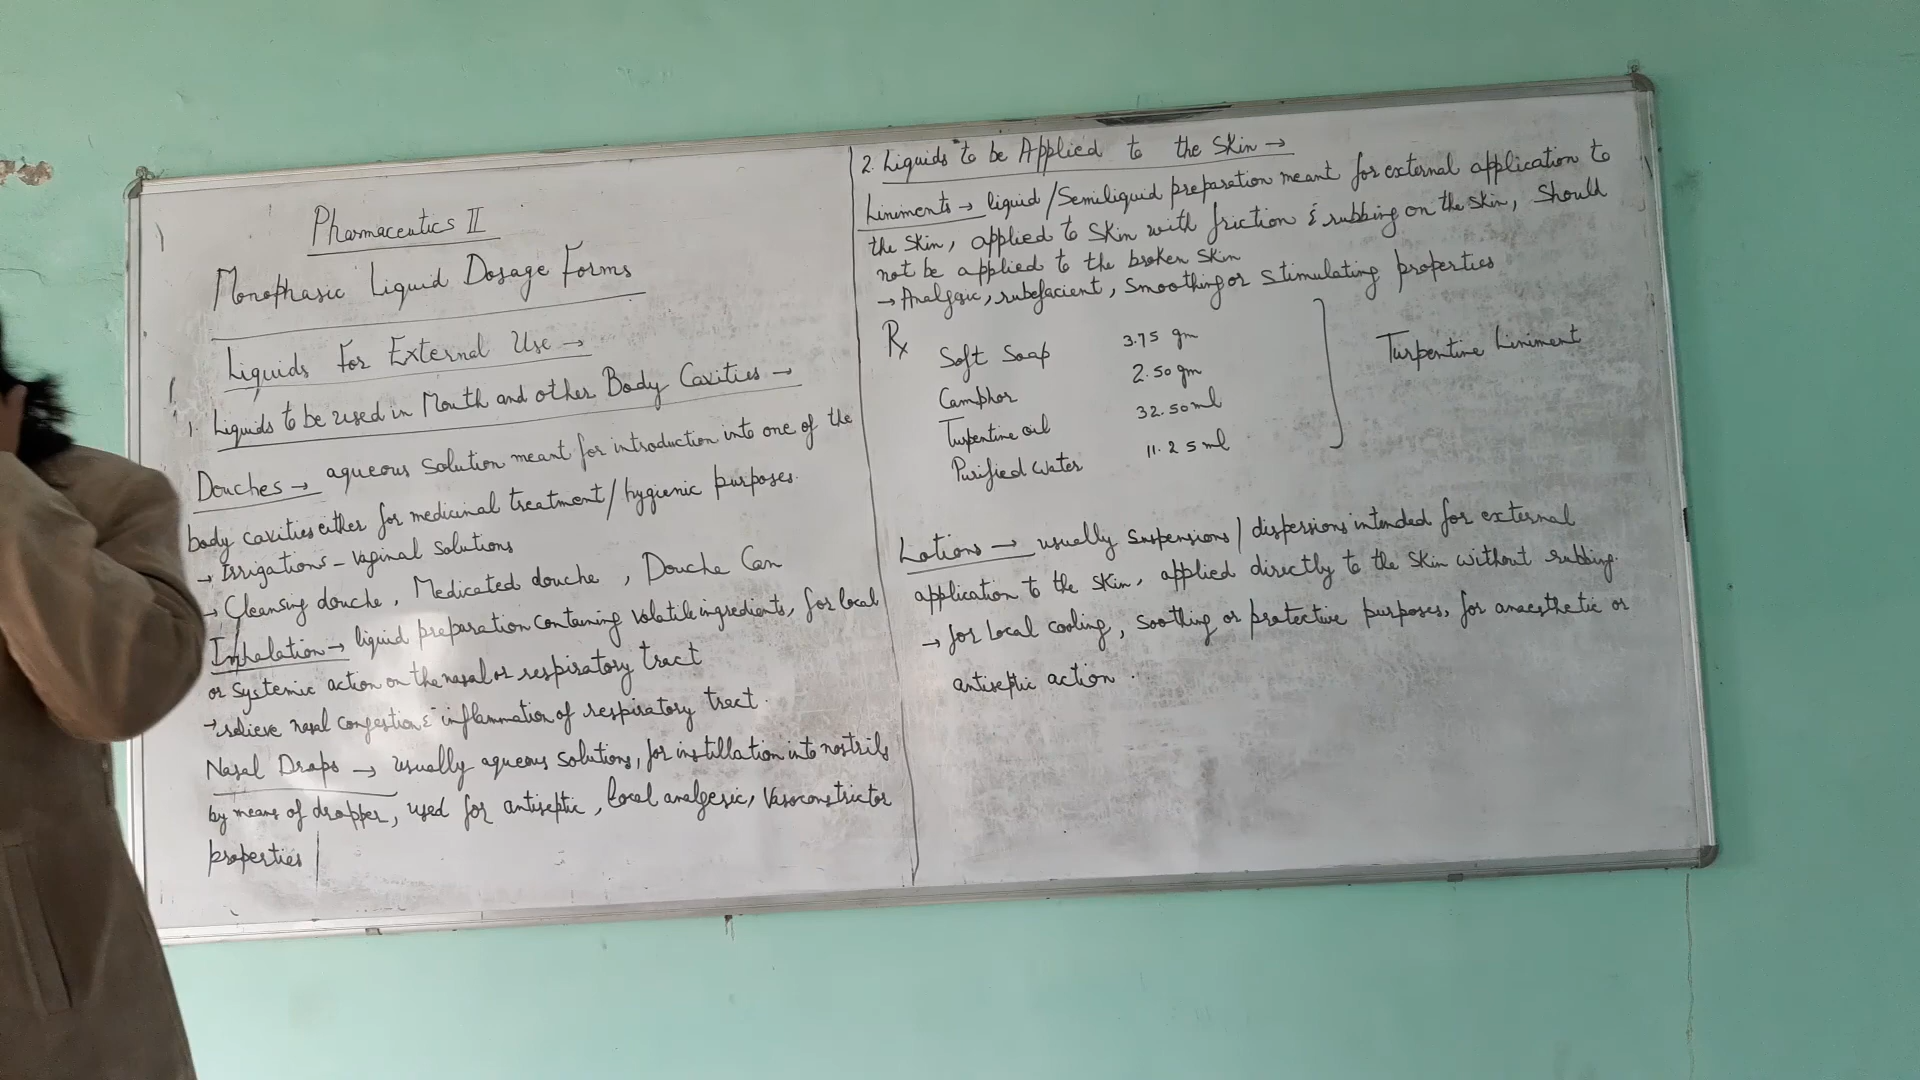 Pharmaceutics II
Monophasic Liquid Dosage Forms
Liquids For External Use →
1. Liquids to be used in Mouth and other Body Cavities →
Douches → aqueous solution meant for introduction into one of the
body cavities either for medicinal treatment/hygienic purposes.
→ Irrigations - vaginal solutions
→ Cleansing douche, Medicated douche, Douche Can
Inhalation → liquid preparation containing volatile ingredients, for local
or systemic action on the nasal or respiratory tract
→ relieve nasal congestion & inflammation of respiratory tract.
Nasal Drops → usually aqueous solutions, for instillation into nostrils
by means of dropper, used for antiseptic, local analgesic, Vasoconstrictor
properties
2. Liquids to be Applied to the Skin →
Liniments → liquid/Semiliquid preparation meant for external application to
the skin, applied to skin with friction & rubbing on the skin, Should
not be applied to the broken skin
→ Analgesic, rubefacient, Smoothing or Stimulating properties
Rx
Soft Soap 3.75 gm
Camphor 2.50 gm
Turpentine oil 32.50 ml
Purified water 11.25 ml
Turpentine Liniment
Lotions → usually suspensions/dispersions intended for external
application to the skin, applied directly to the skin without rubbing.
→ for local cooling, soothing or protective purposes, for anaesthetic or
antiseptic action.